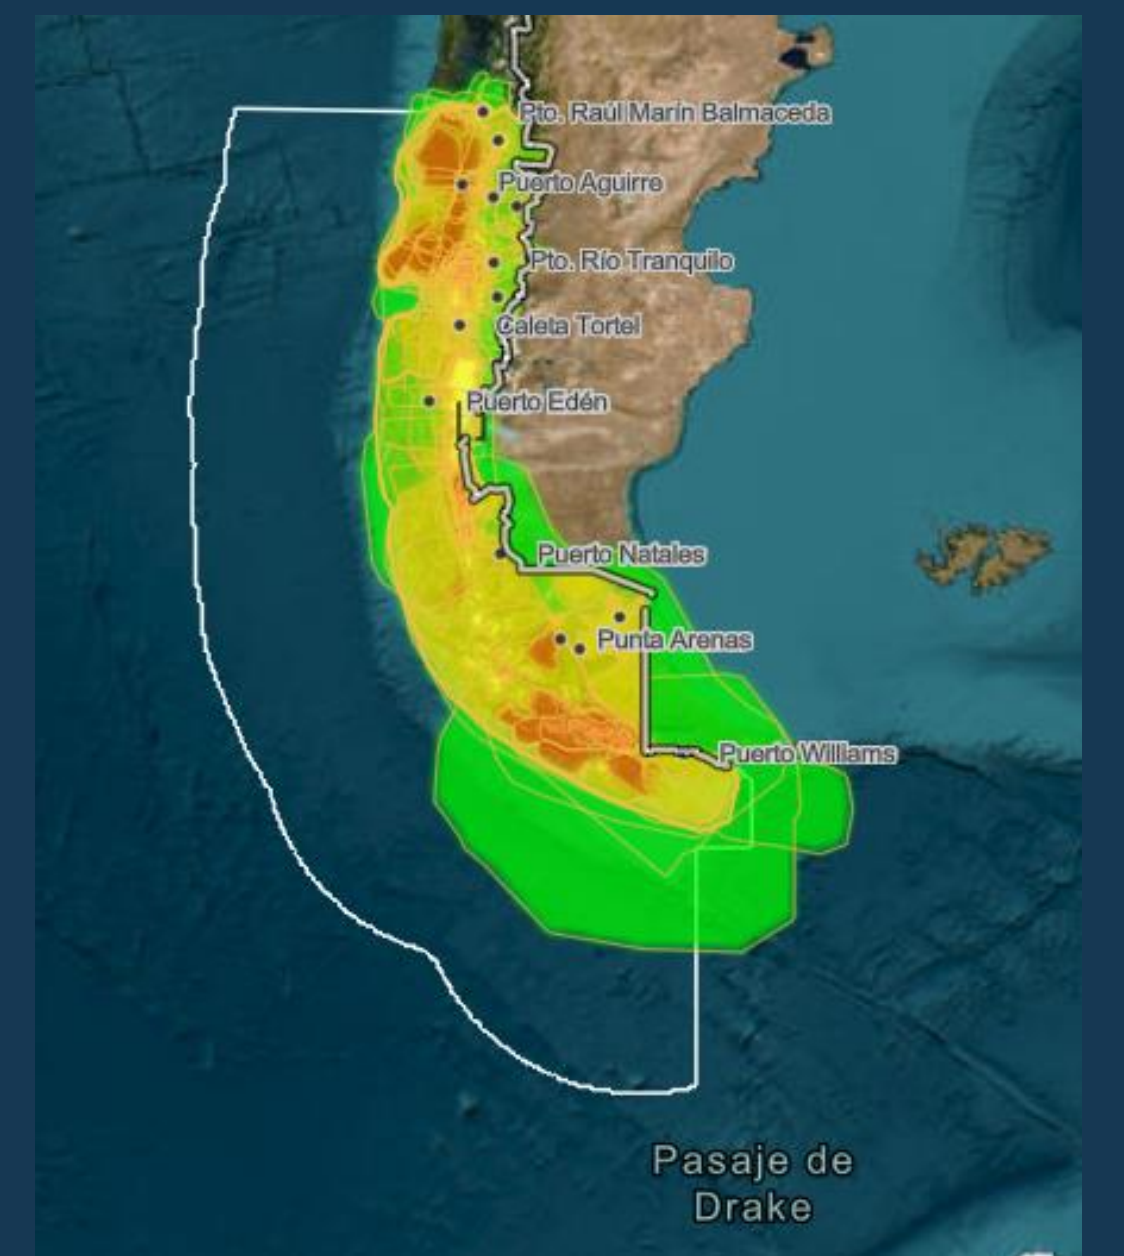 Pto. Raúl Marín Balmaceda
Puerto Aguirre
Pto. Río Tranquilo
Caleta Tortel
Puerto Edén
Puerto Natales
Punta Arenas
Puerto Williams
Pasaje de
Drake